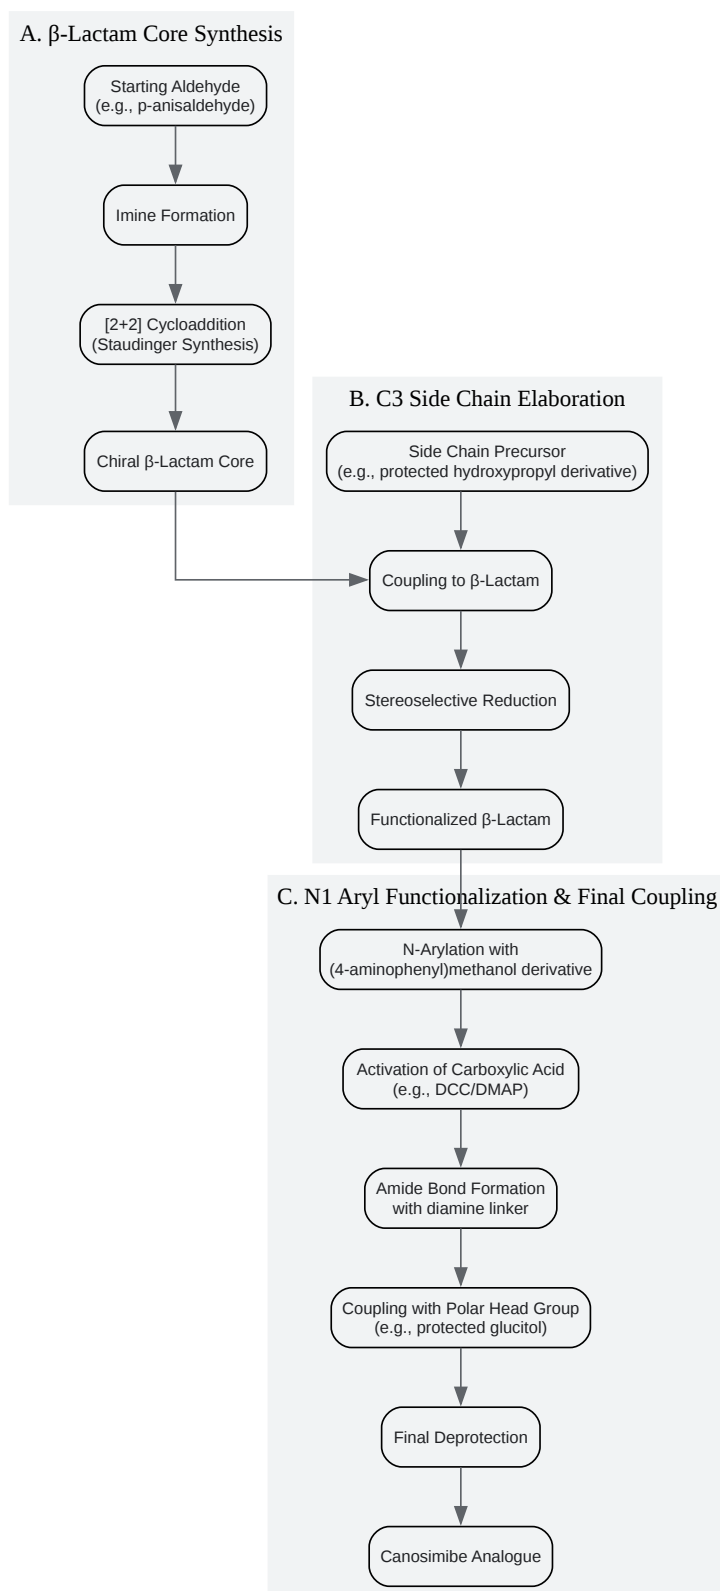 A. β-Lactam Core Synthesis
Starting Aldehyde
(e.g., p-anisaldehyde)
Imine Formation
[2+2] Cycloaddition
(Staudinger Synthesis)
Chiral β-Lactam Core
B. C3 Side Chain Elaboration
Side Chain Precursor
(e.g., protected hydroxypropyl derivative)
Coupling to β-Lactam
Stereoselective Reduction
Functionalized β-Lactam
C. N1 Aryl Functionalization & Final Coupling
N-Arylation with
(4-aminophenyl)methanol derivative
Activation of Carboxylic Acid
(e.g., DCC/DMAP)
Amide Bond Formation
with diamine linker
Coupling with Polar Head Group
(e.g., protected glucitol)
Final Deprotection
Canosimibe Analogue